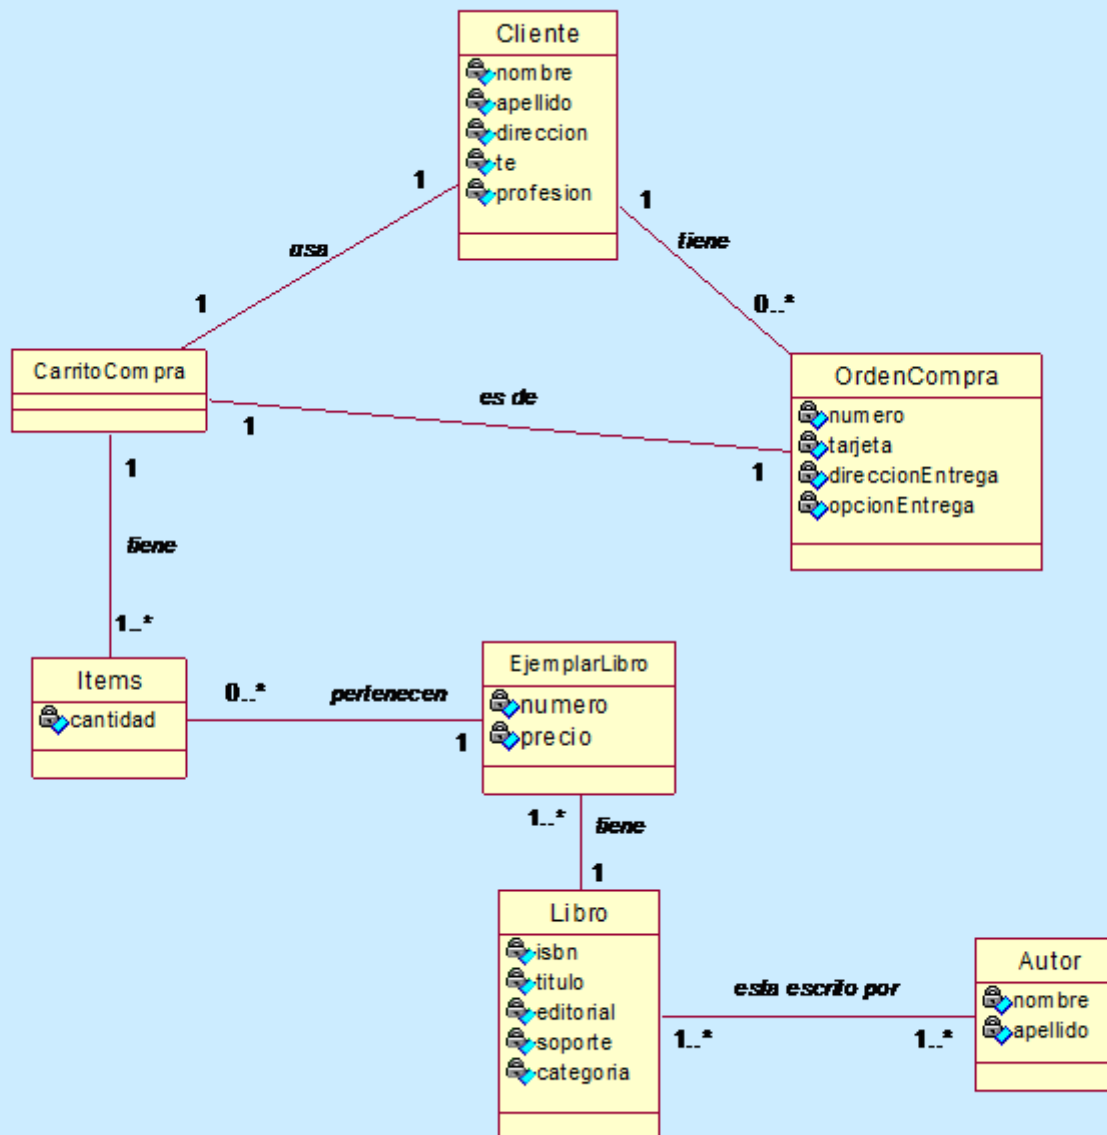 Cliente
nombre
apellido
direccion
te
profesion
1
1
usa
tiene
1
0..*
CarritoCompra
OrdenCompra
numero
tarjeta
direccionEntrega
opcionEntrega
es de
1
1
1
tiene
1..*
Items
cantidad
0..*
pertenecen
1
EjemplarLibro
numero
precio
1..*
tiene
1
Libro
isbn
titulo
editorial
soporte
categoria
esta escrito por
1..*
1..*
Autor
nombre
apellido